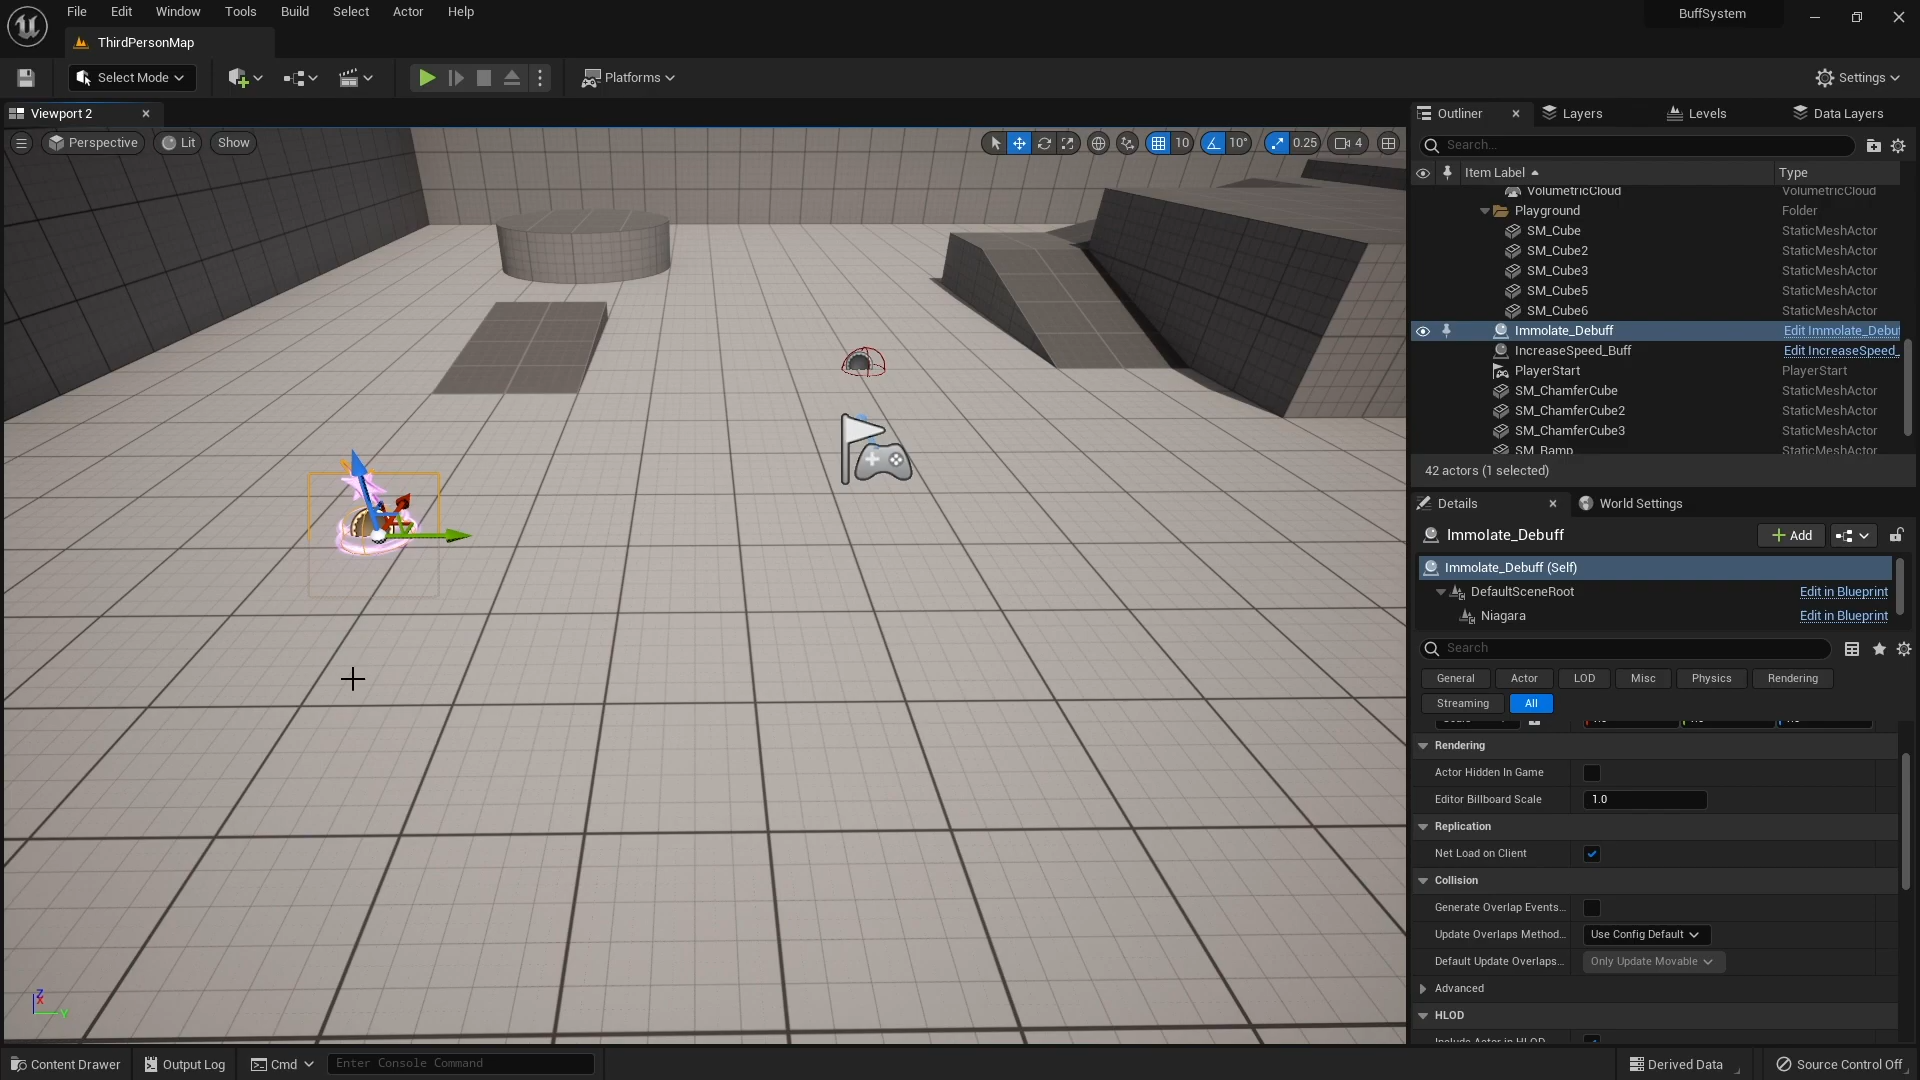 File Edit Window Tools Build Select Actor Help
BuffSystem
ThirdPersonMap
Select Mode
Platforms
Settings
Viewport 2
Perspective Lit Show
10 10° 0.25 4
Outliner Layers Levels Data Layers
Search...
Item Label Type
VolumetricCloud VolumetricCloud
Playground Folder
SM_Cube StaticMeshActor
SM_Cube2 StaticMeshActor
SM_Cube3 StaticMeshActor
SM_Cube5 StaticMeshActor
SM_Cube6 StaticMeshActor
Immolate_Debuff Edit Immolate_Debu
IncreaseSpeed_Buff Edit IncreaseSpeed_
PlayerStart PlayerStart
SM_ChamferCube StaticMeshActor
SM_ChamferCube2 StaticMeshActor
SM_ChamferCube3 StaticMeshActor
SM_Ramp StaticMeshActor
42 actors (1 selected)
Details World Settings
Immolate_Debuff
Add
Immolate_Debuff (Self)
DefaultSceneRoot Edit in Blueprint
Niagara Edit in Blueprint
Search
General Actor LOD Misc Physics Rendering
Streaming All
Rendering
Actor Hidden In Game
Editor Billboard Scale 1.0
Replication
Net Load on Client
Collision
Generate Overlap Events...
Update Overlaps Method... Use Config Default
Default Update Overlaps... Only Update Movable
Advanced
HLOD
Include Actor in HLOD
Z
X
Y
Content Drawer Output Log Cmd Enter Console Command
Derived Data Source Control Off